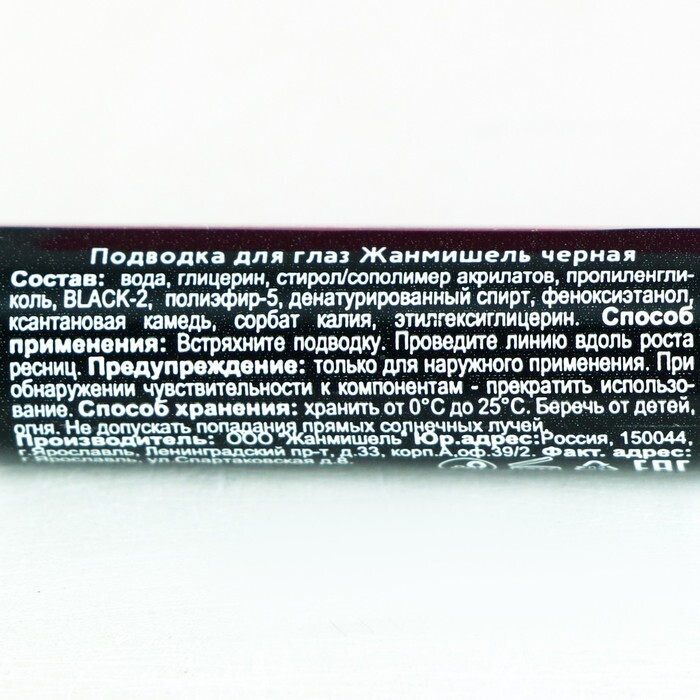 Подводка для глаз Жанмишель черная
Состав: вода, глицерин, стирол/сополимер акрилатов, пропиленгли-
коль, BLACK-2, полиэфир-5, денатурированный спирт, феноксиэтанол,
ксантановая камедь, сорбат калия, этилгексиглицерин. Способ
применения: Встряхните подводку. Проведите линию вдоль роста
ресниц. Предупреждение: только для наружного применения. При
обнаружении чувствительности к компонентам - прекратить использо-
вание. Способ хранения: хранить от 0°С до 25°С. Беречь от детей,
огня. Не допускать попадания прямых солнечных лучей.
Производитель: ООО "Жанмишель" Юр.адрес:Россия, 150044,
г.Ярославль, Ленинградский пр-т, д.33, корп.А,оф.39/2. Факт. адрес:
г.Ярославль, ул.Спартаковская д.8.
EAC